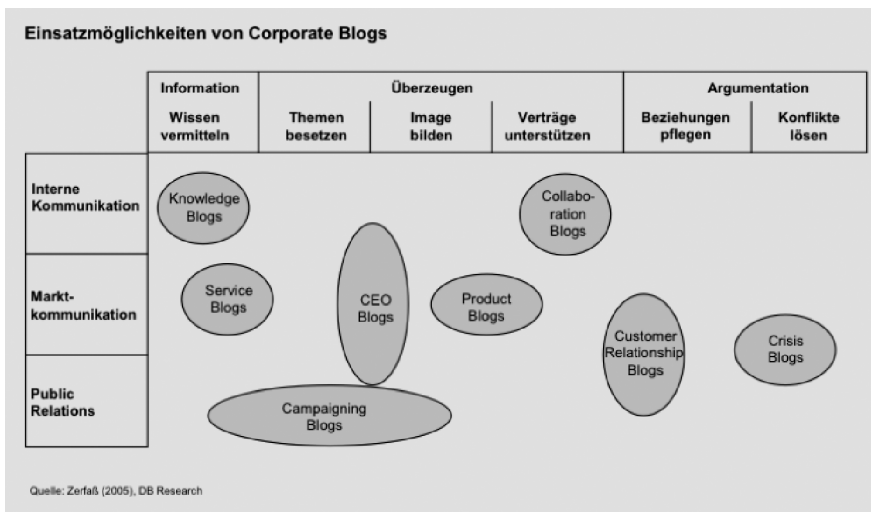 Einsatzmöglichkeiten von Corporate Blogs
Information
Überzeugen
Argumentation
Wissen
vermitteln
Themen
besetzen
Image
bilden
Verträge
unterstützen
Beziehungen
pflegen
Konflikte
lösen
Interne
Kommunikation
Knowledge
Blogs
Collabo-
ration
Blogs
Markt-
kommunikation
Service
Blogs
CEO
Blogs
Product
Blogs
Customer
Relationship
Blogs
Crisis
Blogs
Public
Relations
Campaigning
Blogs
Quelle: Zerfaß (2005), DB Research